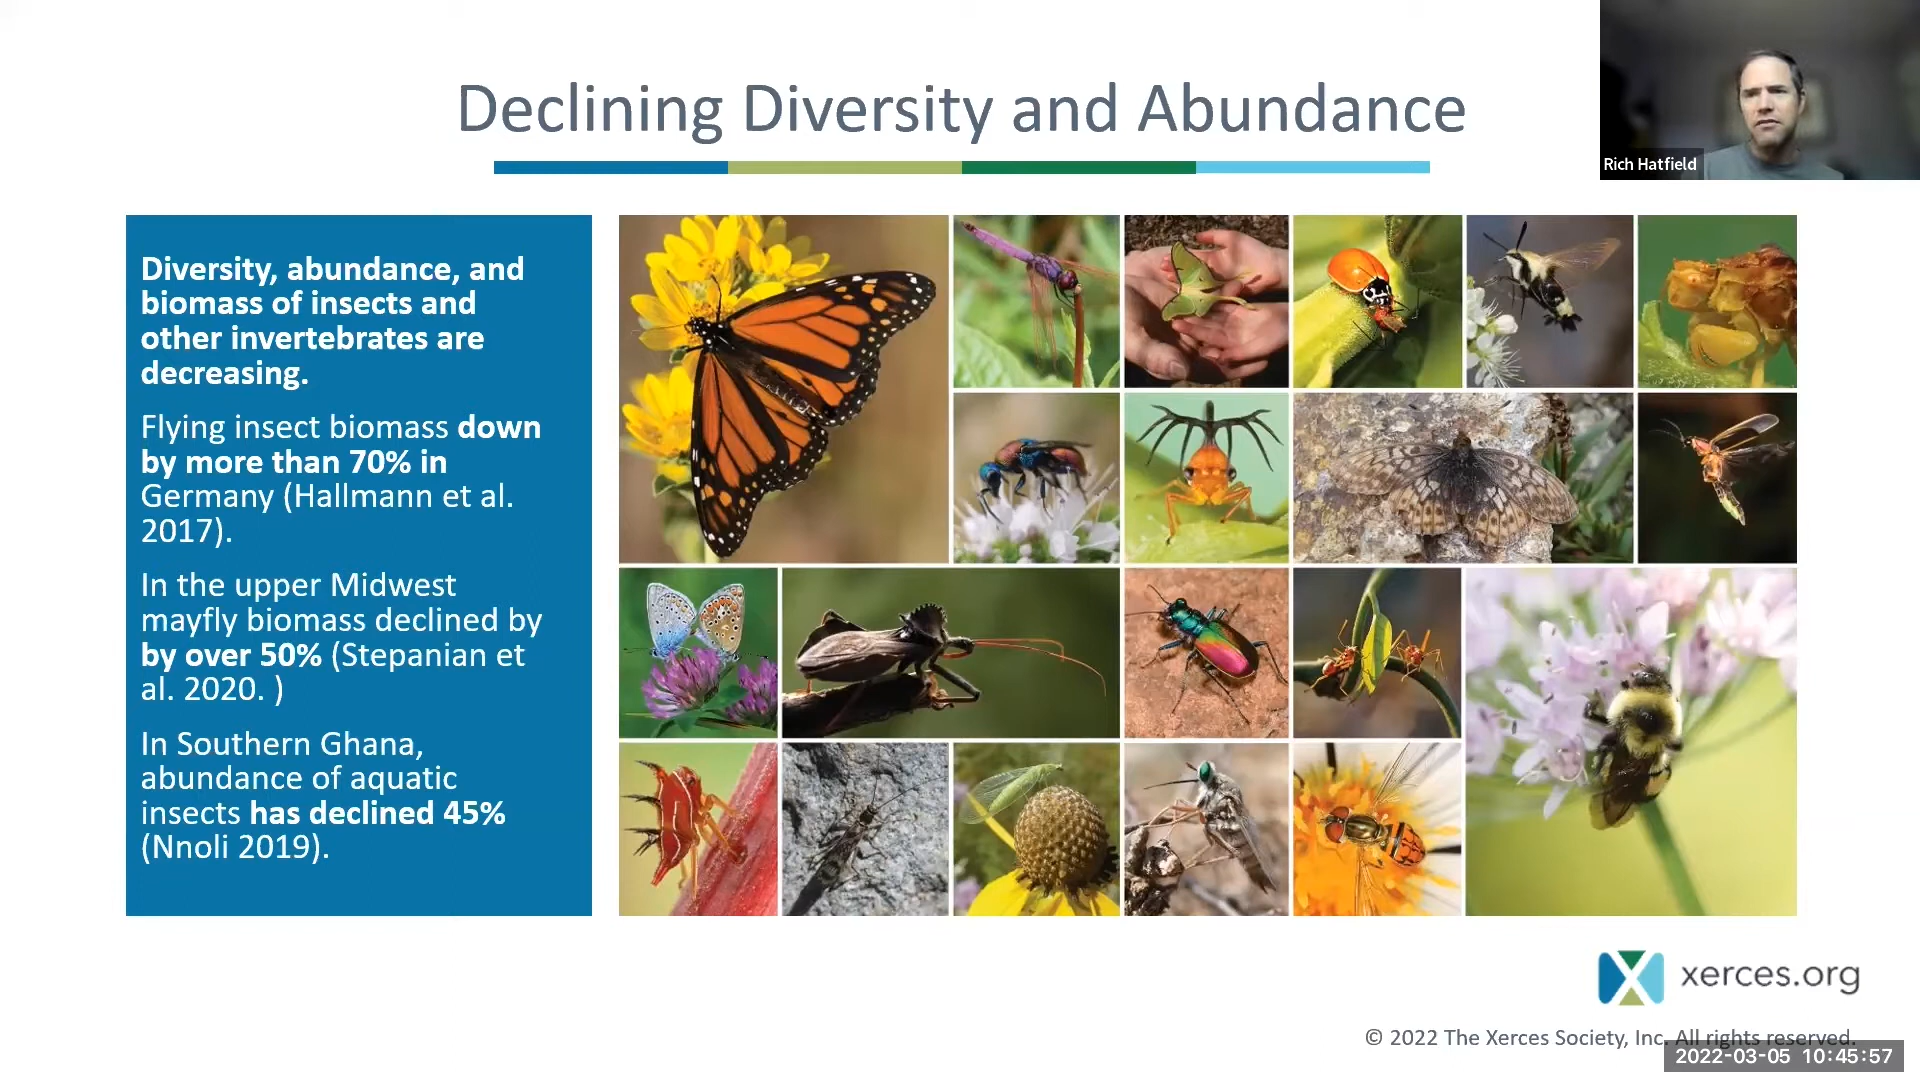 Declining Diversity and Abundance
Rich Hatfield
Diversity, abundance, and
biomass of insects and
other invertebrates are
decreasing.
Flying insect biomass down
by more than 70% in
Germany (Hallmann et al.
2017).
In the upper Midwest
mayfly biomass declined by
by over 50% (Stepanian et
al. 2020. )
In Southern Ghana,
abundance of aquatic
insects has declined 45%
(Nnoli 2019).
xerces.org
© 2022 The Xerces Society, Inc. All rights reserved.
2022-03-05 10:45:57